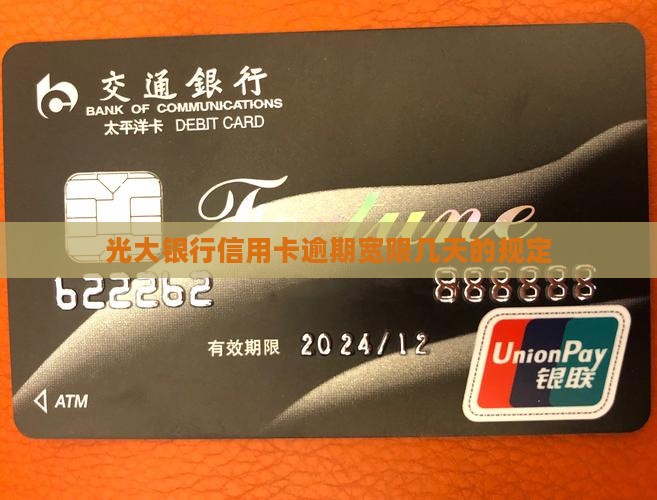 交通銀行
BANK OF COMMUNICATIONS
太平洋卡 DEBIT CARD
Fortune
光大银行信用卡逾期宽限几天的规定
622262 888888
有效期限 2024/12
ATM
UnionPay
银联